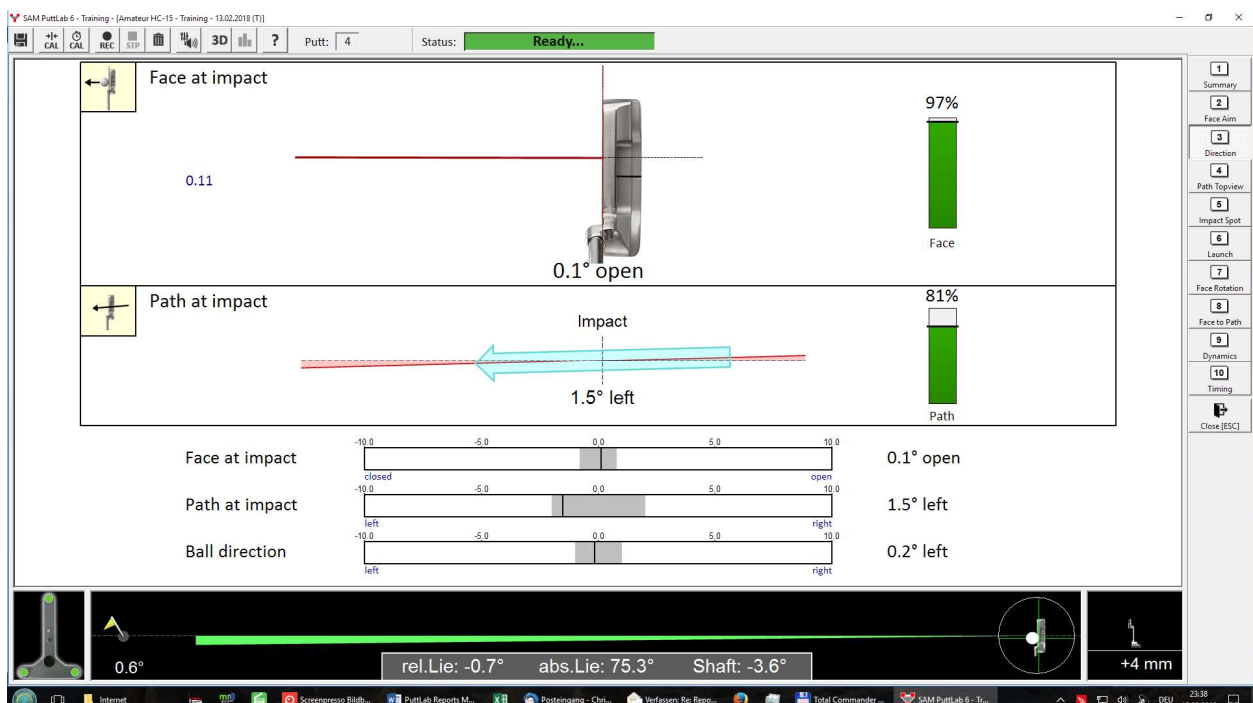 SAM PuttLab 6 - Training - [Amateur HC-15 - Training - 13.02.2018 (T)]
CAL CAL REC STP 3D ? Putt: 4 Status: Ready...
Face at impact
97%
0.11
Face
0.1° open
Path at impact
81%
Impact
1.5° left
Path
-10.0 -5.0 0.0 5.0 10.0
Face at impact 0.1° open
closed open
-10.0 -5.0 0.0 5.0 10.0
Path at impact 1.5° left
left right
-10.0 -5.0 0.0 5.0 10.0
Ball direction 0.2° left
left right
1
Summary
2
Face Aim
3
Direction
4
Path Topview
5
Impact Spot
6
Launch
7
Face Rotation
8
Face to Path
9
Dynamics
10
Timing
Close [ESC]
0.6° rel.Lie: -0.7° abs.Lie: 75.3° Shaft: -3.6° +4 mm
Internet mp3 Screenpresso Bildb... PuttLab Reports M... Posteingang - Chri... Verfassen: Re: Repo... Total Commander ... SAM PuttLab 6 - Tr... DEU 23:38